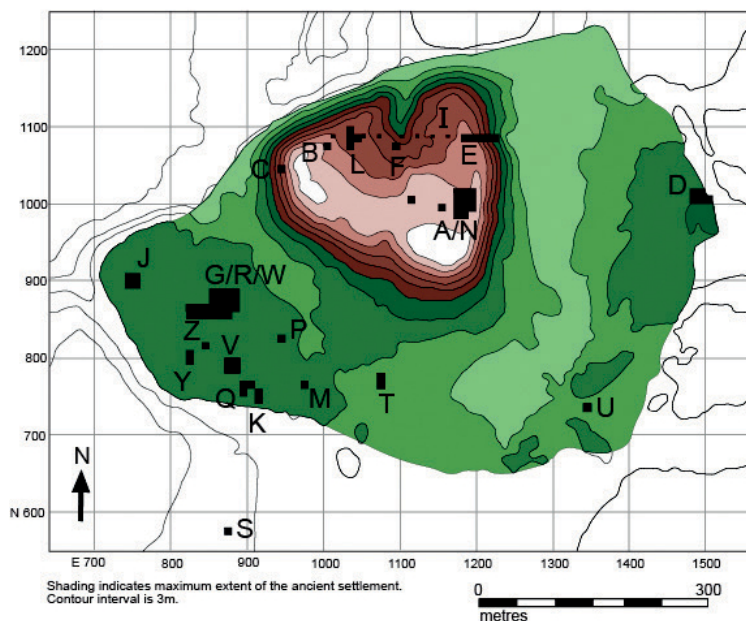 1200
1100
I
B
L
F
E
C
D
1000
A/N
J
900
G/R/W
Z
P
V
800
Y
Q
M
T
K
U
700
N
N 600
S
E 700
800
900
1000
1100
1200
1300
1400
1500
Shading indicates maximum extent of the ancient settlement.
Contour interval is 3m.
0
300
metres